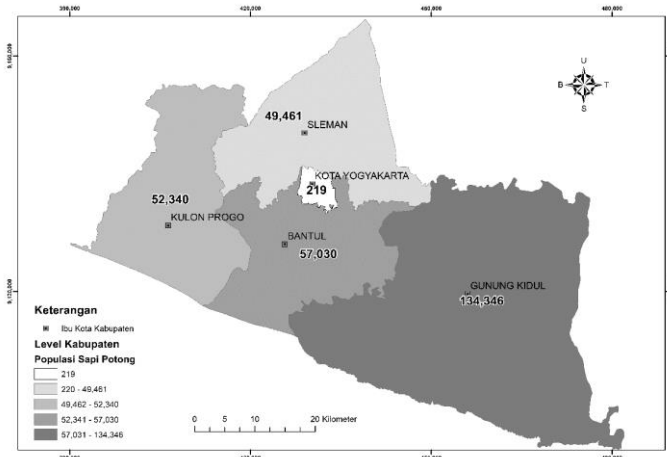 U
B T
S
49,461
SLEMAN
KOTA YOGYAKARTA
219
52,340
KULON PROGO
BANTUL
57,030
GUNUNG KIDUL
134,346
Keterangan
Ibu Kota Kabupaten
Level Kabupaten
Populasi Sapi Potong
219
220 - 49,461
49,462 - 52,340
52,341 - 57,030
57,031 - 134,346
0 5 10 20 Kilometer